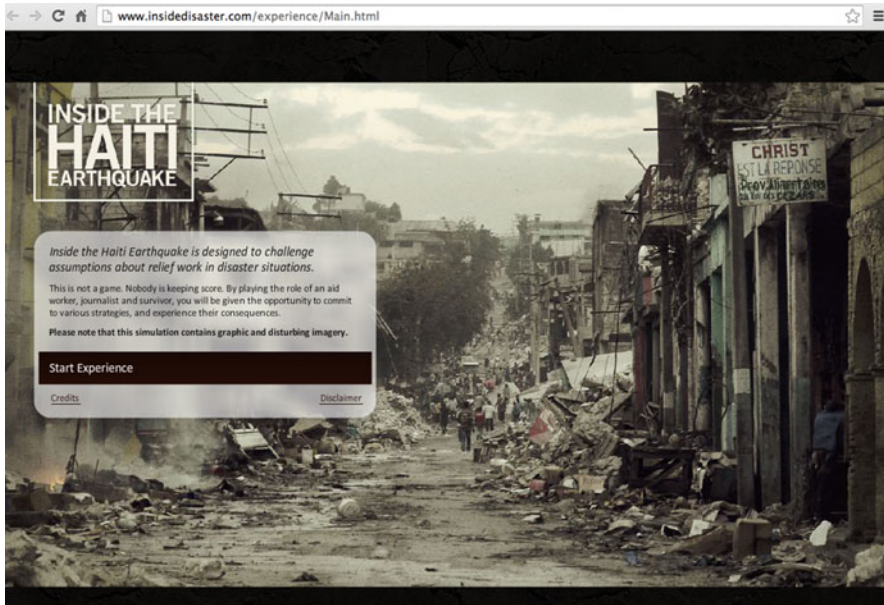 www.insidedisaster.com/experience/Main.html
INSIDE THE
HAITI
EARTHQUAKE
CHRIST
EST LA REPONSE
Inside the Haiti Earthquake is designed to challenge
assumptions about relief work in disaster situations.
This is not a game. Nobody is keeping score. By playing the role of an aid
worker, journalist and survivor, you will be given the opportunity to commit
to various strategies, and experience their consequences.
Please note that this simulation contains graphic and disturbing imagery.
Start Experience
Credits
Disclaimer